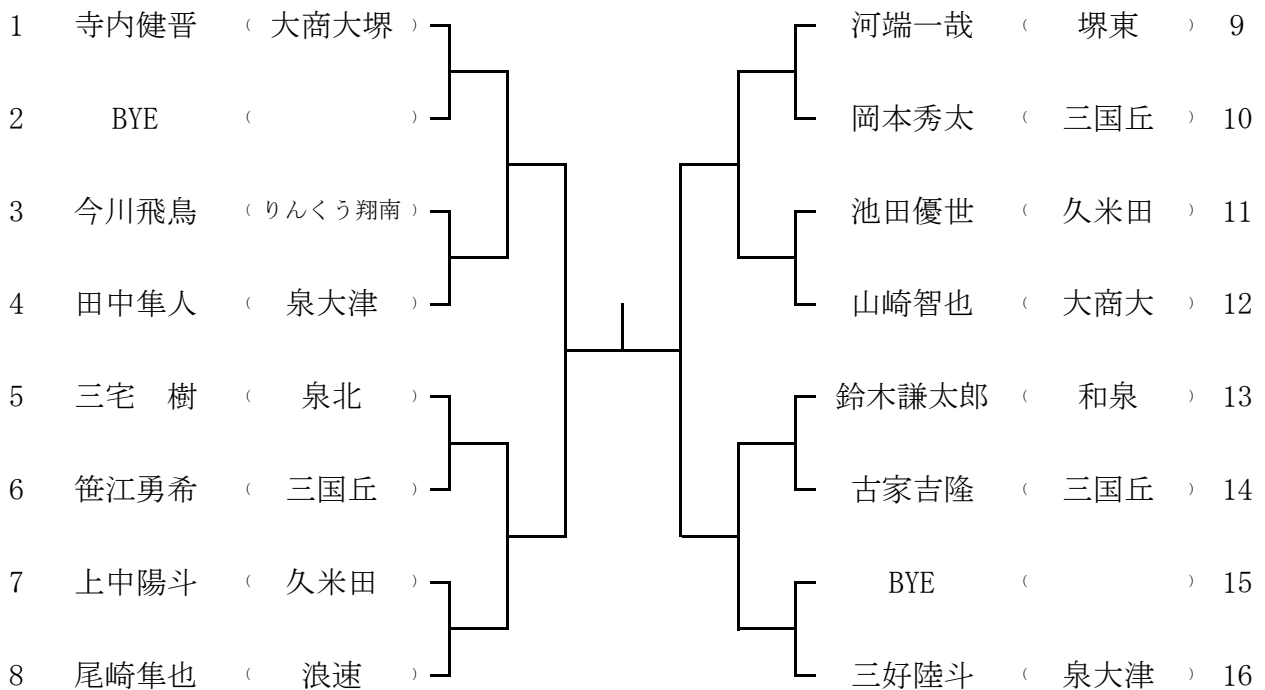 1 寺内健晋 （ 大商大堺 ） 河端一哉 （ 堺東 ） 9
2 BYE （ ） 岡本秀太 （ 三国丘 ） 10
3 今川飛鳥 （ りんくう翔南 ） 池田優世 （ 久米田 ） 11
4 田中隼人 （ 泉大津 ） 山崎智也 （ 大商大 ） 12
5 三宅　樹 （ 泉北 ） 鈴木謙太郎 （ 和泉 ） 13
6 笹江勇希 （ 三国丘 ） 古家吉隆 （ 三国丘 ） 14
7 上中陽斗 （ 久米田 ） BYE （ ） 15
8 尾崎隼也 （ 浪速 ） 三好陸斗 （ 泉大津 ） 16